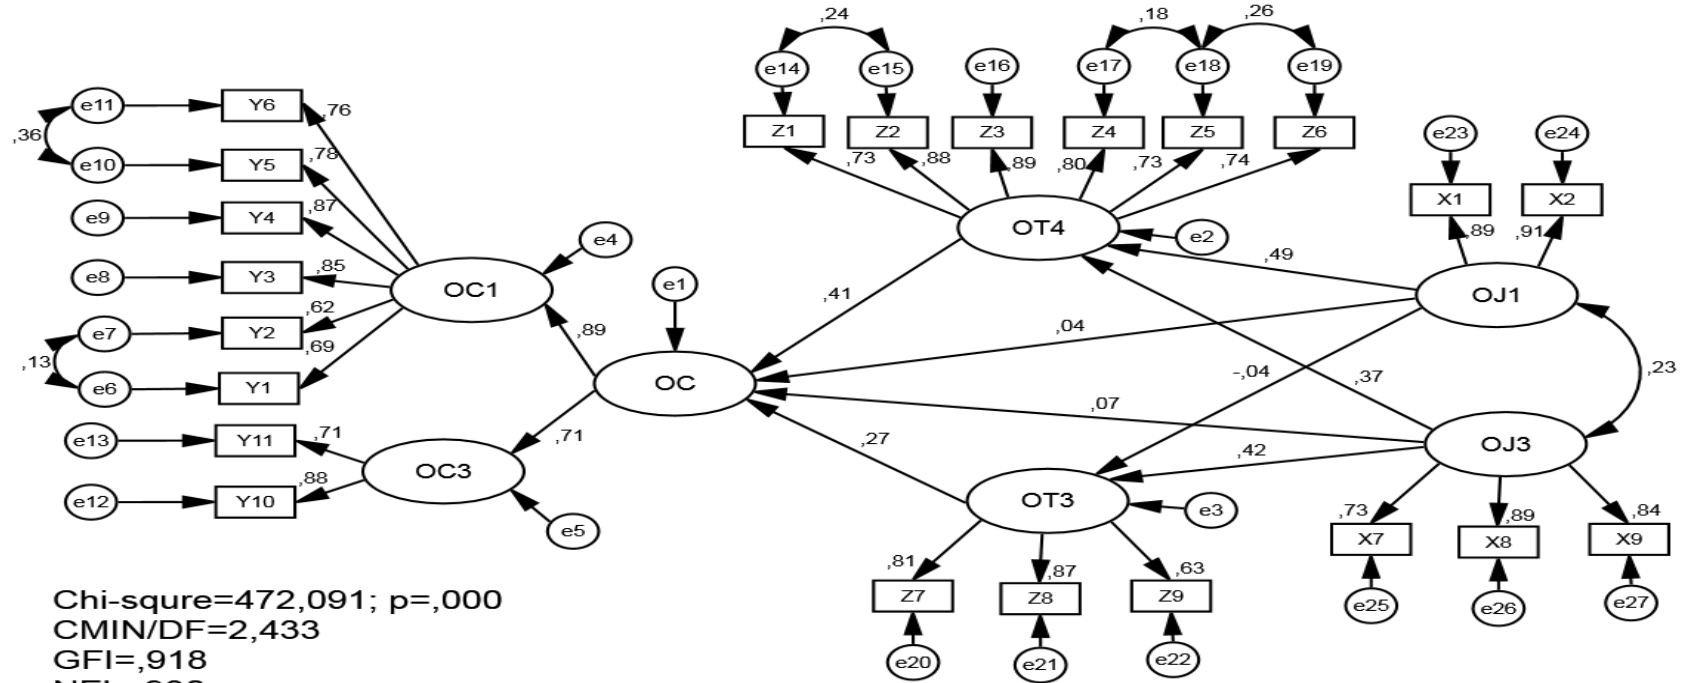 ,24
,18
,26
e14
e15
e16
e17
e18
e19
e11
Y6
,76
,36
Z1
Z2
Z3
Z4
Z5
Z6
e23
e24
e10
Y5
,78
,73
,88
,89
,80
,73
,74
X1
X2
e9
Y4
,87
OT4
e2
,89
,91
e4
,49
e8
Y3
,85
OC1
e1
,41
OJ1
e7
Y2
,62
,89
,04
,13
,69
e6
Y1
OC
-,04
,37
,23
,07
e13
Y11
,71
,71
,27
,42
OJ3
OC3
e12
Y10
,88
OT3
e3
e5
,73
,89
,84
X7
X8
X9
,81
,87
,63
Z7
Z8
Z9
e25
e26
e27
e20
e21
e22
Chi-squre=472,091; p=,000
CMIN/DF=2,433
GFI=,918